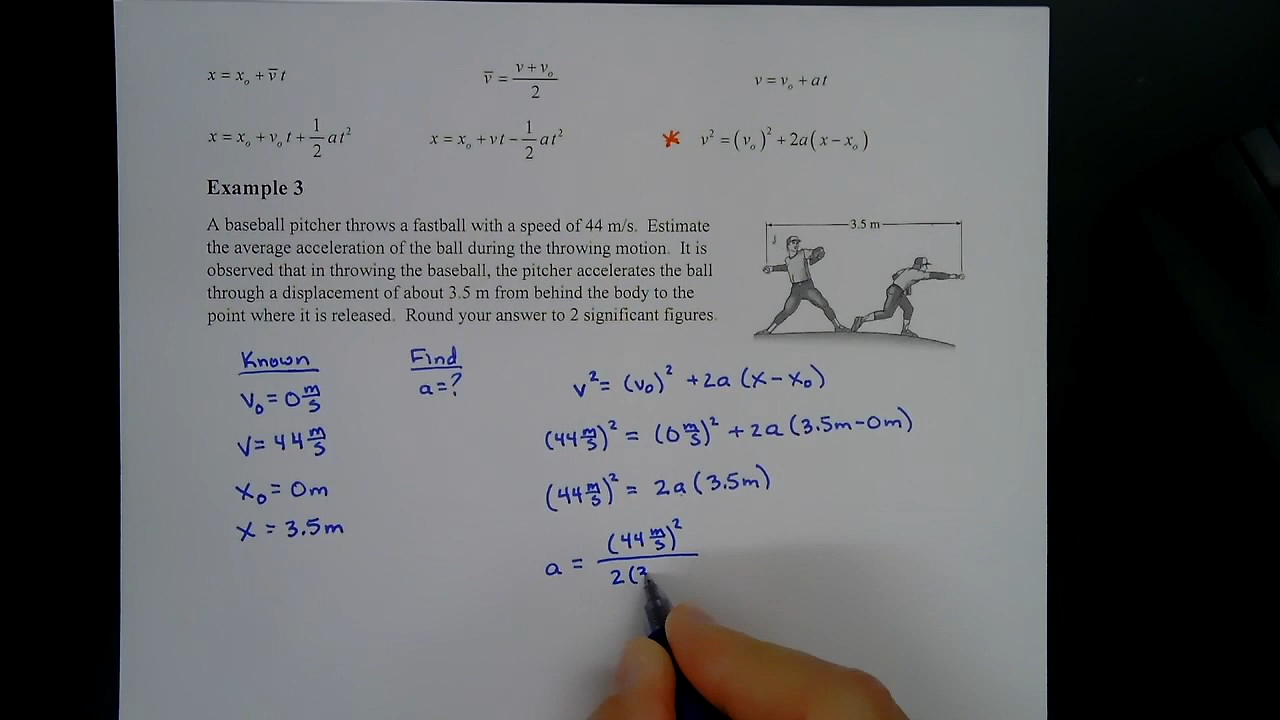 x = x₀ + v̅ t
v̅ = (v + v₀)/2
v = v₀ + at
x = x₀ + v₀t + 1/2 at²
x = x₀ + vt − 1/2 at²
* v² = (v₀)² + 2a(x − x₀)
Example 3
A baseball pitcher throws a fastball with a speed of 44 m/s. Estimate
the average acceleration of the ball during the throwing motion. It is
observed that in throwing the baseball, the pitcher accelerates the ball
through a displacement of about 3.5 m from behind the body to the
point where it is released. Round your answer to 2 significant figures.
3.5 m
Known
v₀ = 0 m/s
v = 44 m/s
x₀ = 0m
x = 3.5m
Find
a = ?
v² = (v₀)² + 2a (x − x₀)
(44 m/s)² = (0 m/s)² + 2a (3.5m − 0m)
(44 m/s)² = 2a (3.5m)
a = (44 m/s)² / 2(